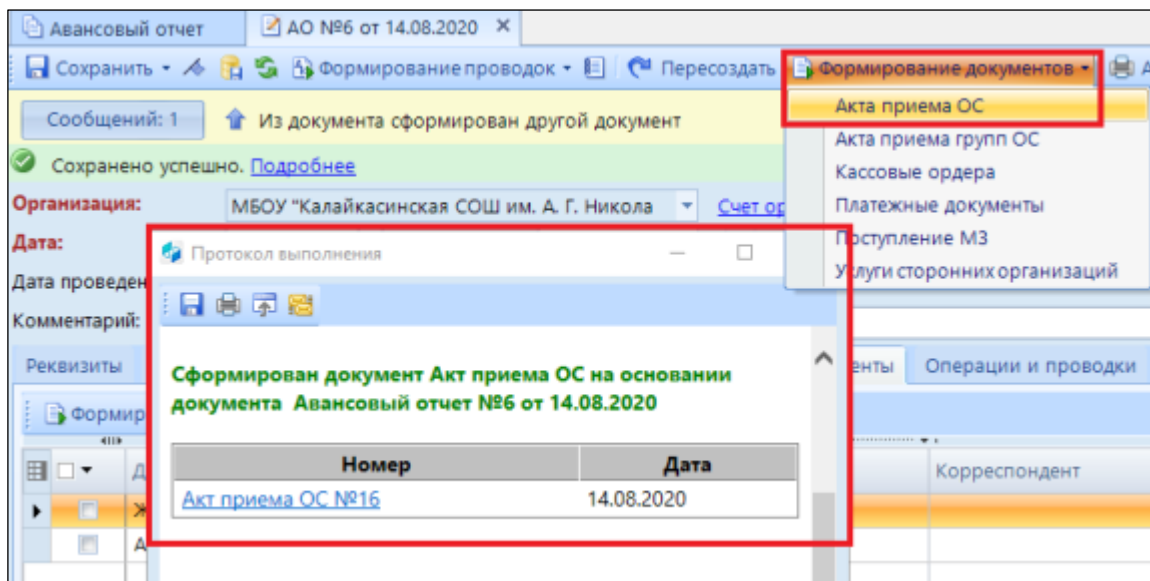 Авансовый отчет
АО №6 от 14.08.2020
Сохранить
Формирование проводок
Пересоздать
Формирование документов
Сообщений: 1
Из документа сформирован другой документ
Акта приема ОС
Акта приема групп ОС
Кассовые ордера
Платежные документы
Поступление МЗ
Услуги сторонних организаций
Сохранено успешно. Подробнее
Организация:
МБОУ "Калайкасинская СОШ им. А. Г. Никола
Счет ор
Дата:
Дата проведен
Комментарий:
Протокол выполнения
Сформирован документ Акт приема ОС на основании
документа Авансовый отчет №6 от 14.08.2020
Номер Дата
Акт приема ОС №16 14.08.2020
Реквизиты
енты
Операции и проводки
Формир
Корреспондент